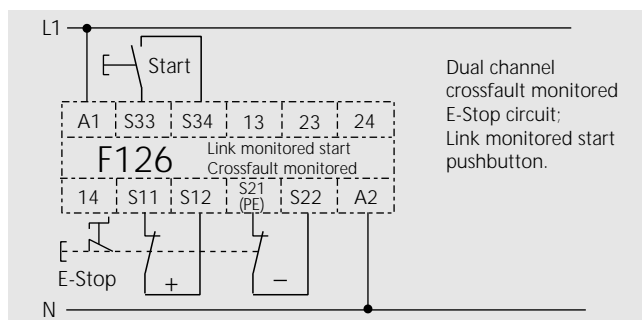 L1
Start
Dual channel
crossfault monitored
E-Stop circuit;
Link monitored start
pushbutton.
A1 S33 S34 13 23 24
F126
Link monitored start
Crossfault monitored
14 S11 S12 S21 (PE) S22 A2
E-Stop
+ −
N